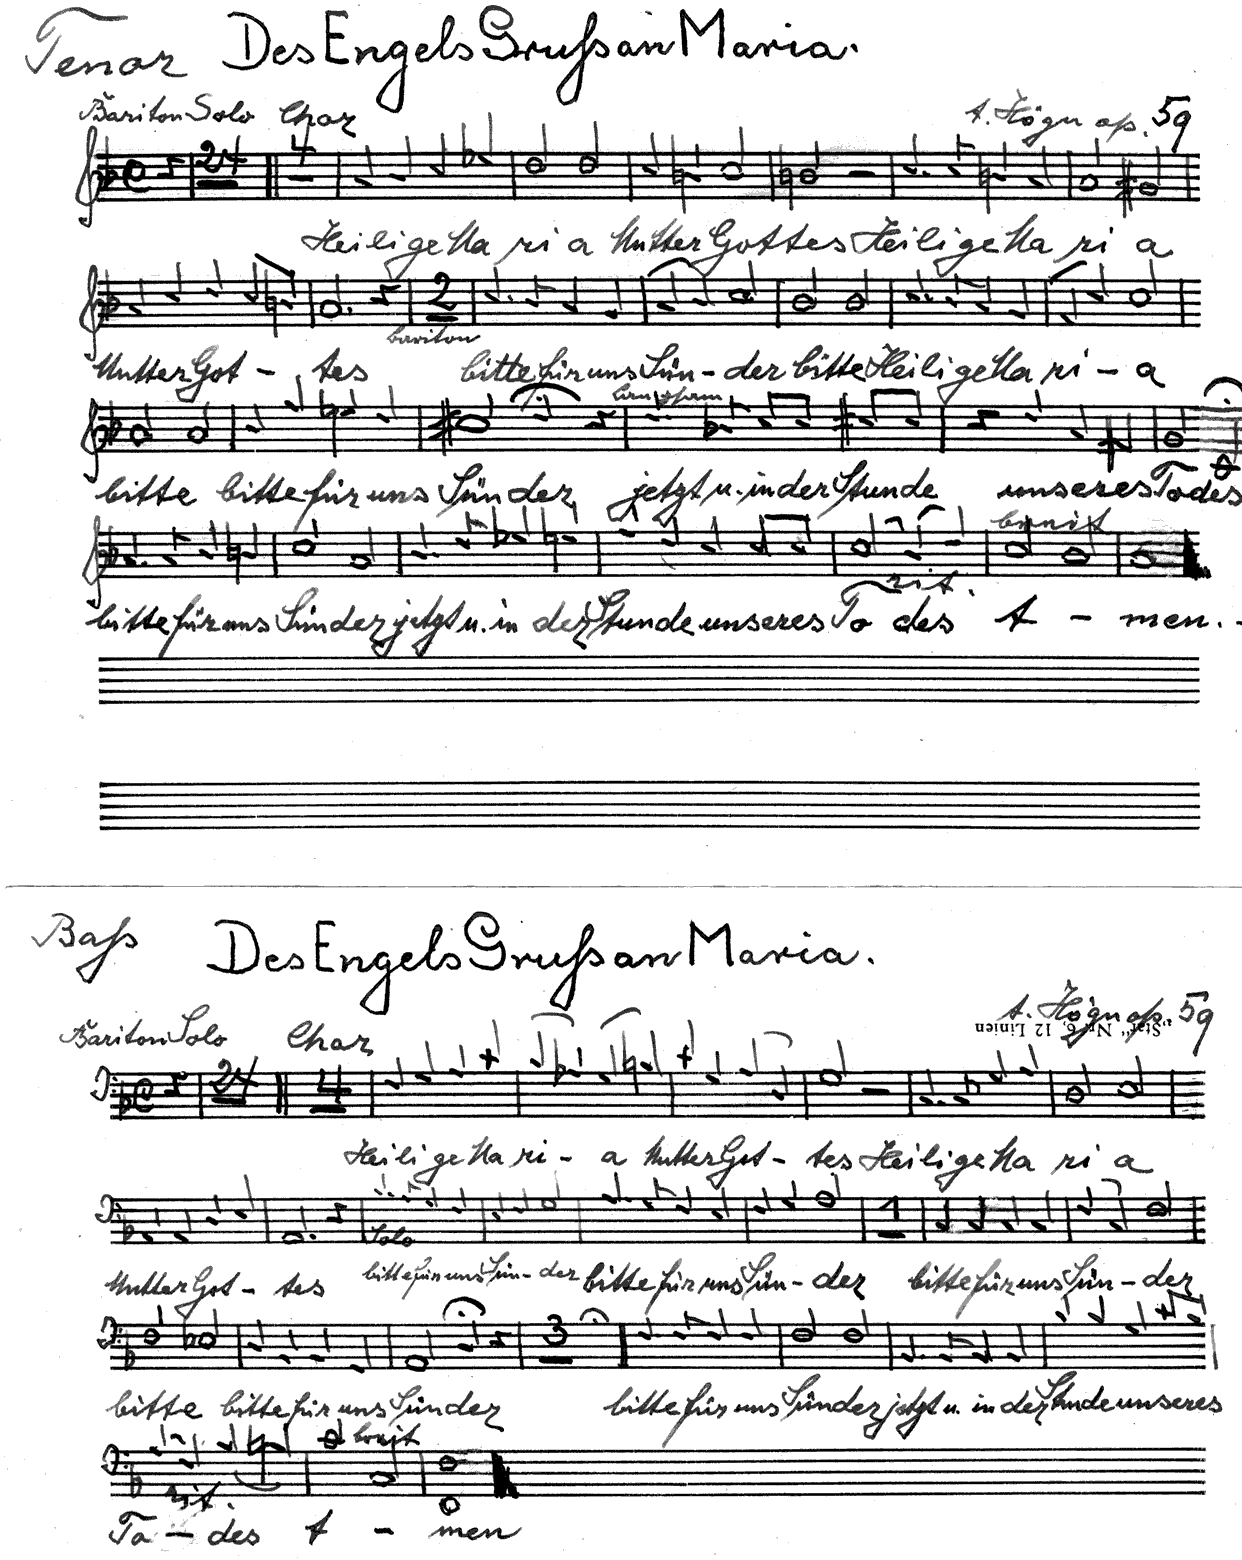 Tenor Des Engels Gruß an Maria.
Bariton Solo Chor A. Högn op. 59
24 4
Heilige Ma ri a Mutter Gottes Heilige Ma ri a
2
bariton
Mutter Got - tes bitte für uns Sün - der bitte Heilige Ma ri - a
bitte bitte für uns Sünder jetzt u. in der Stunde unseres Todes
breit
rit.
bitte für uns Sünder jetzt u. in der Stunde unseres To des A - men.
Baß Des Engels Gruß an Maria.
Bariton Solo Chor A. Högn op. 59
"Star" Nr. 6, 12 Linien
24 4
Heilige Ma ri - a Mutter Got - tes Heilige Ma ri a
1
Solo
Mutter Got - tes bitte für uns Sün - der bitte für uns Sün - der bitte für uns Sün - der
3
bitte bitte für uns Sünder bitte für uns Sünder jetzt u. in der Stunde unseres
breit
rit.
To - des A - men